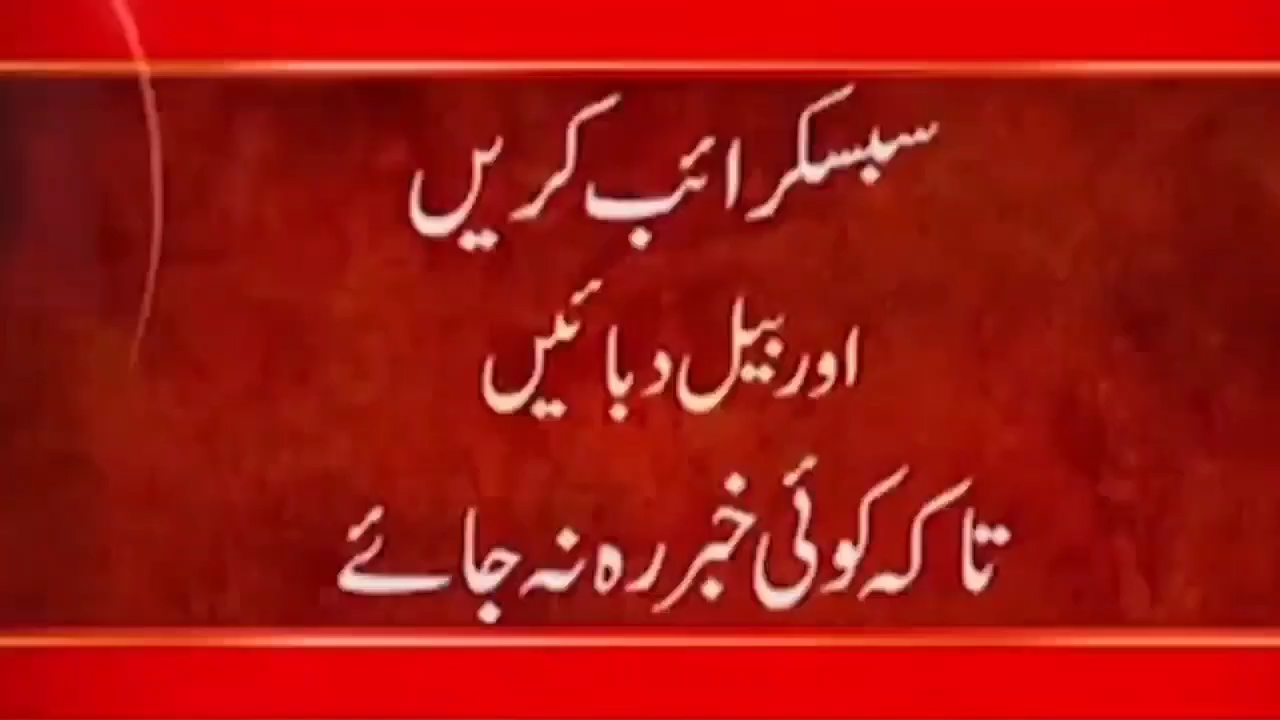 سبسکرائب کریں
اور بیل دبائیں
تاکہ کوئی خبر رہ نہ جائے